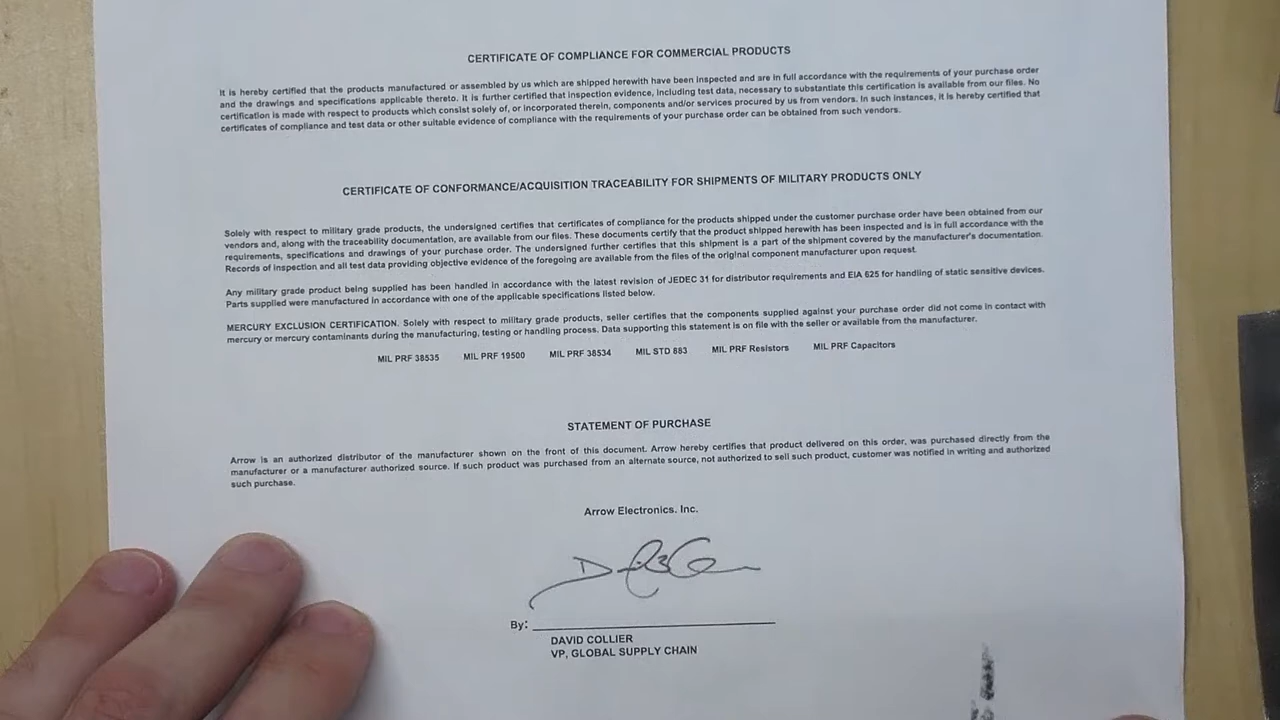 CERTIFICATE OF COMPLIANCE FOR COMMERCIAL PRODUCTS
It is hereby certified that the products manufactured or assembled by us which are shipped herewith have been inspected and are in full accordance with the requirements of your purchase order
and the drawings and specifications applicable thereto. It is further certified that inspection evidence, including test data, necessary to substantiate this certification is available from our files. No
certification is made with respect to products which consist solely of, or incorporated therein, components and/or services procured by us from vendors. In such instances, it is hereby certified that
certificates of compliance and test data or other suitable evidence of compliance with the requirements of your purchase order can be obtained from such vendors.
CERTIFICATE OF CONFORMANCE/ACQUISITION TRACEABILITY FOR SHIPMENTS OF MILITARY PRODUCTS ONLY
Solely with respect to military grade products, the undersigned certifies that certificates of compliance for the products shipped under the customer purchase order have been obtained from our
vendors and, along with the traceability documentation, are available from our files. These documents certify that the product shipped herewith has been inspected and is in full accordance with the
requirements, specifications and drawings of your purchase order. The undersigned further certifies that this shipment is a part of the shipment covered by the manufacturer's documentation.
Records of inspection and all test data providing objective evidence of the foregoing are available from the files of the original component manufacturer upon request.
Any military grade product being supplied has been handled in accordance with the latest revision of JEDEC 31 for distributor requirements and EIA 625 for handling of static sensitive devices.
Parts supplied were manufactured in accordance with one of the applicable specifications listed below.
MERCURY EXCLUSION CERTIFICATION. Solely with respect to military grade products, seller certifies that the components supplied against your purchase order did not come in contact with
mercury or mercury contaminants during the manufacturing, testing or handling process. Data supporting this statement is on file with the seller or available from the manufacturer.
MIL PRF 38535 MIL PRF 19500 MIL PRF 38534 MIL STD 883 MIL PRF Resistors MIL PRF Capacitors
STATEMENT OF PURCHASE
Arrow is an authorized distributor of the manufacturer shown on the front of this document. Arrow hereby certifies that product delivered on this order, was purchased directly from the
manufacturer or a manufacturer authorized source. If such product was purchased from an alternate source, not authorized to sell such product, customer was notified in writing and authorized
such purchase.
Arrow Electronics. Inc.
By:
DAVID COLLIER
VP, GLOBAL SUPPLY CHAIN